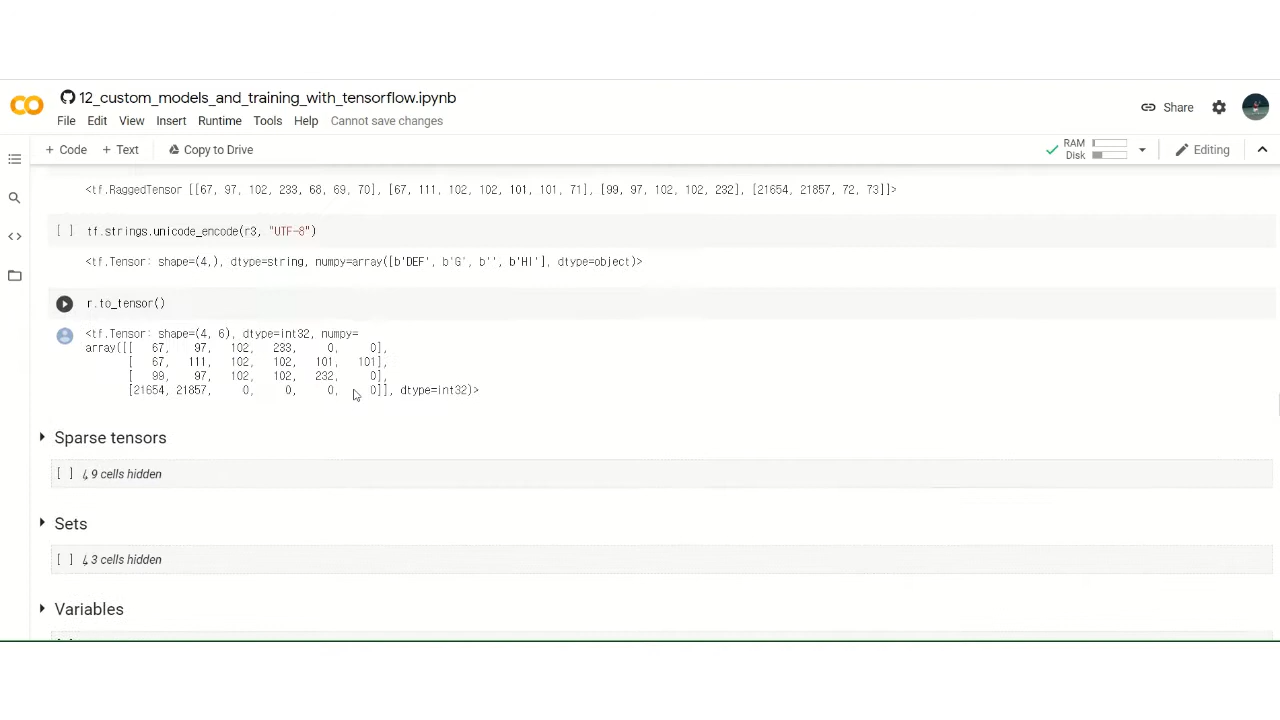 12_custom_models_and_training_with_tensorflow.ipynb
Share
File Edit View Insert Runtime Tools Help Cannot save changes
+ Code + Text Copy to Drive
RAM
Disk
Editing
<tf.RaggedTensor [[67, 97, 102, 233, 68, 69, 70], [67, 111, 102, 102, 101, 101, 71], [99, 97, 102, 102, 232], [21654, 21857, 72, 73]]>
[ ] tf.strings.unicode_encode(r3, "UTF-8")
<tf.Tensor: shape=(4,), dtype=string, numpy=array([b'DEF', b'G', b'', b'HI'], dtype=object)>
r.to_tensor()
<tf.Tensor: shape=(4, 6), dtype=int32, numpy=
array([[ 67, 97, 102, 233, 0, 0],
[ 67, 111, 102, 102, 101, 101],
[ 99, 97, 102, 102, 232, 0],
[21654, 21857, 0, 0, 0, 0]], dtype=int32)>
Sparse tensors
[ ] ↳ 9 cells hidden
Sets
[ ] ↳ 3 cells hidden
Variables